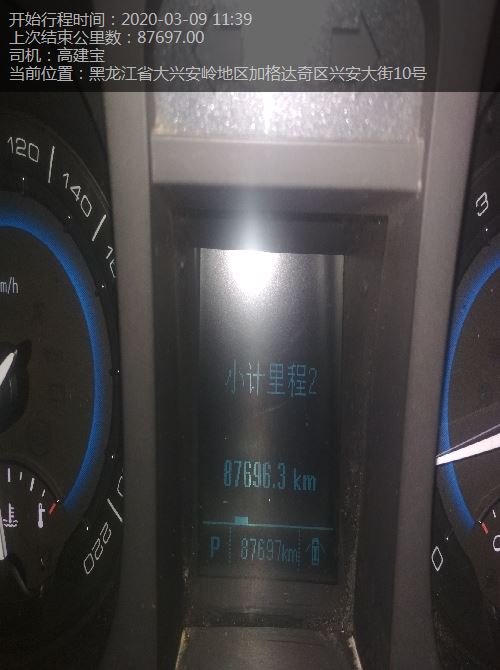 开始行程时间：2020-03-09 11:39
上次结束公里数：87697.00
司机：高建宝
当前位置：黑龙江省大兴安岭地区加格达奇区兴安大街10号
120
140
3
m/h
小计里程2
87696.3 km
P 87697km
220
0